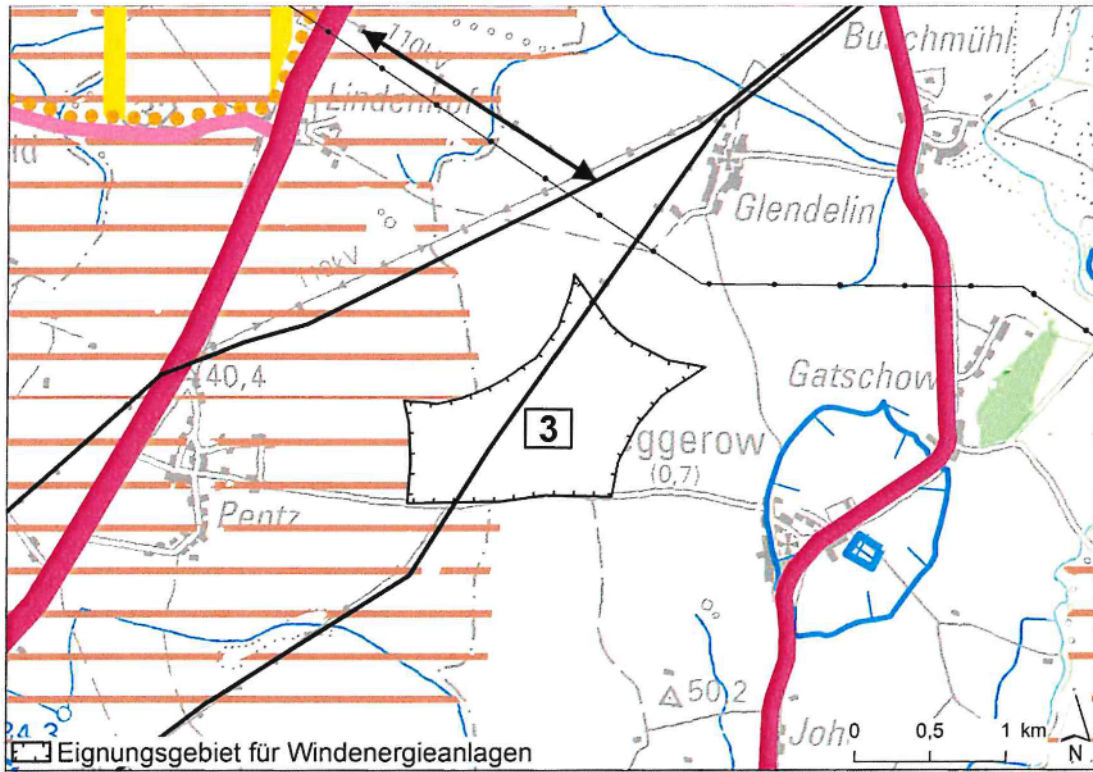 110kV
Buschmühl
Lindenhof
Glendelin
110kV
40,4
Gatschow
3
eggerow
(0,7)
Pentz
50,2
Joh
0 0,5 1 km
N
Eignungsgebiet für Windenergieanlagen